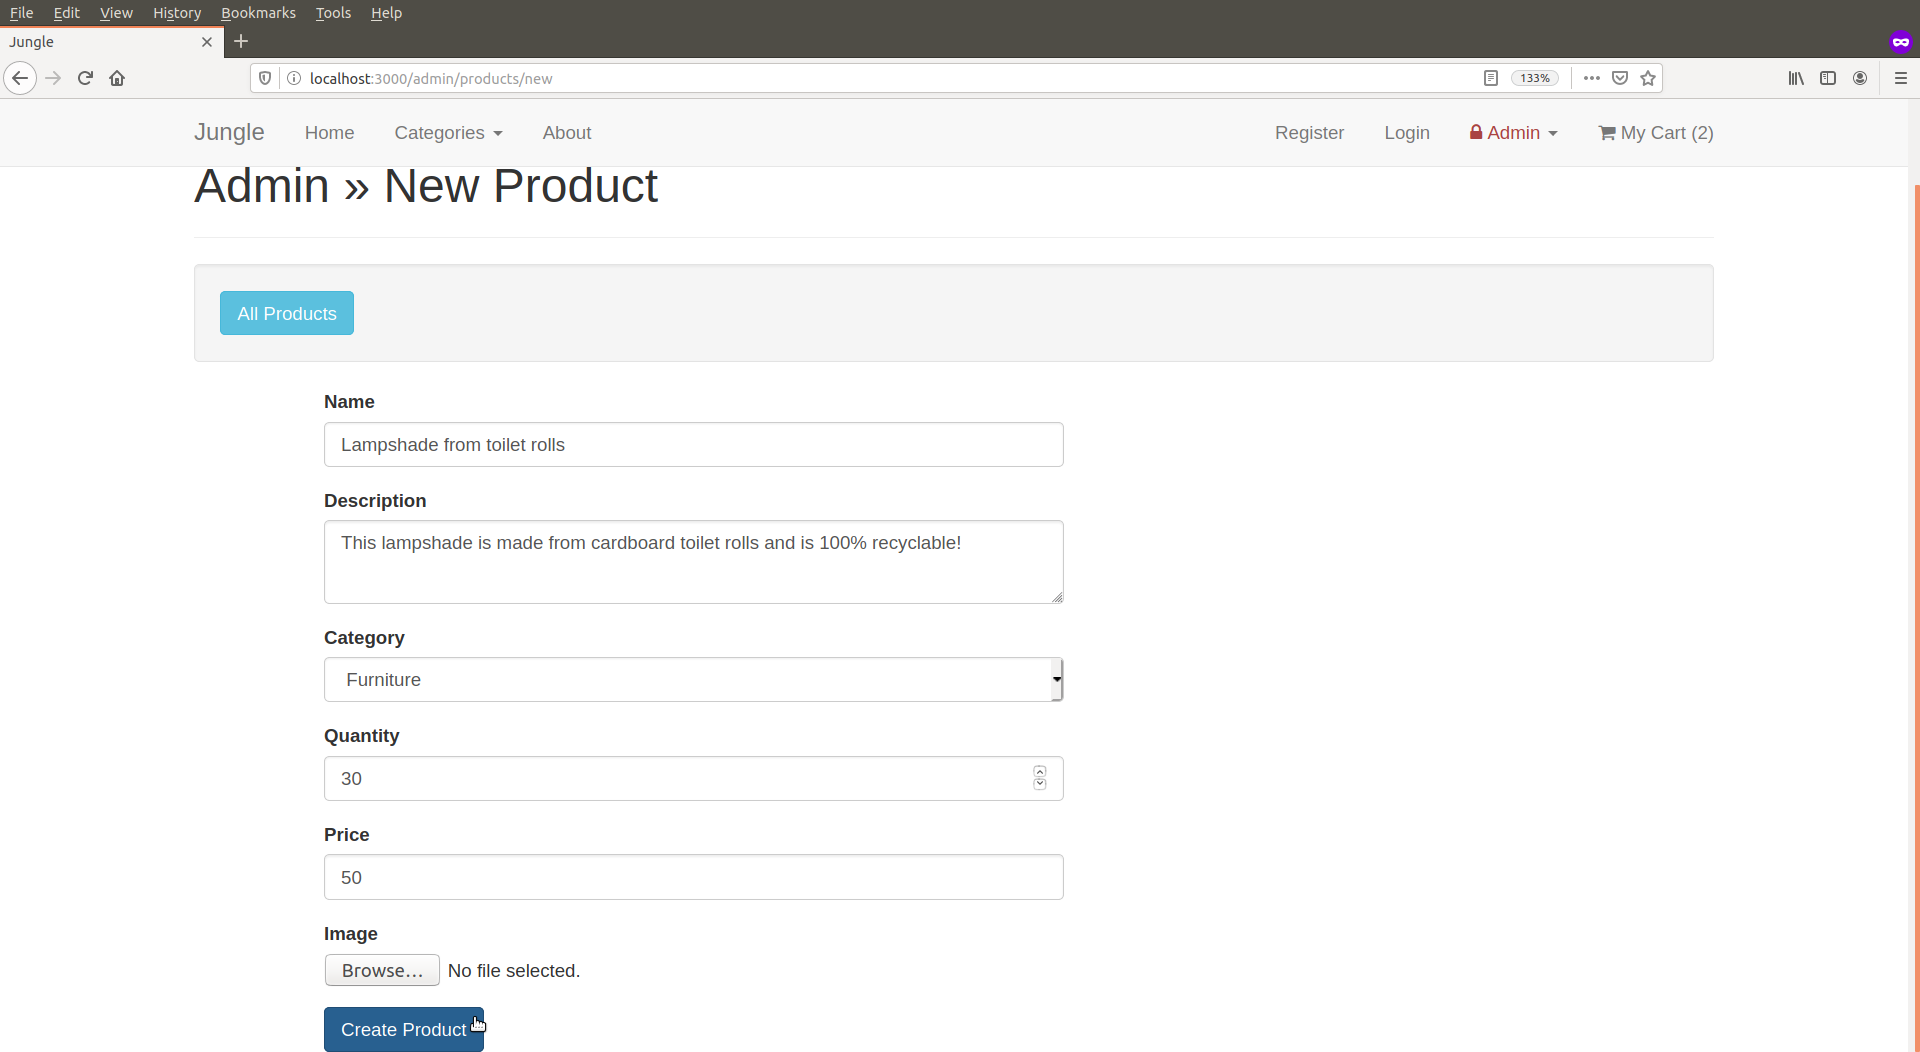 File Edit View History Bookmarks Tools Help
Jungle
localhost:3000/admin/products/new
133%
Jungle Home Categories About Register Login Admin My Cart (2)
Admin » New Product
All Products
Name
Lampshade from toilet rolls
Description
This lampshade is made from cardboard toilet rolls and is 100% recyclable!
Category
Furniture
Quantity
30
Price
50
Image
Browse... No file selected.
Create Product